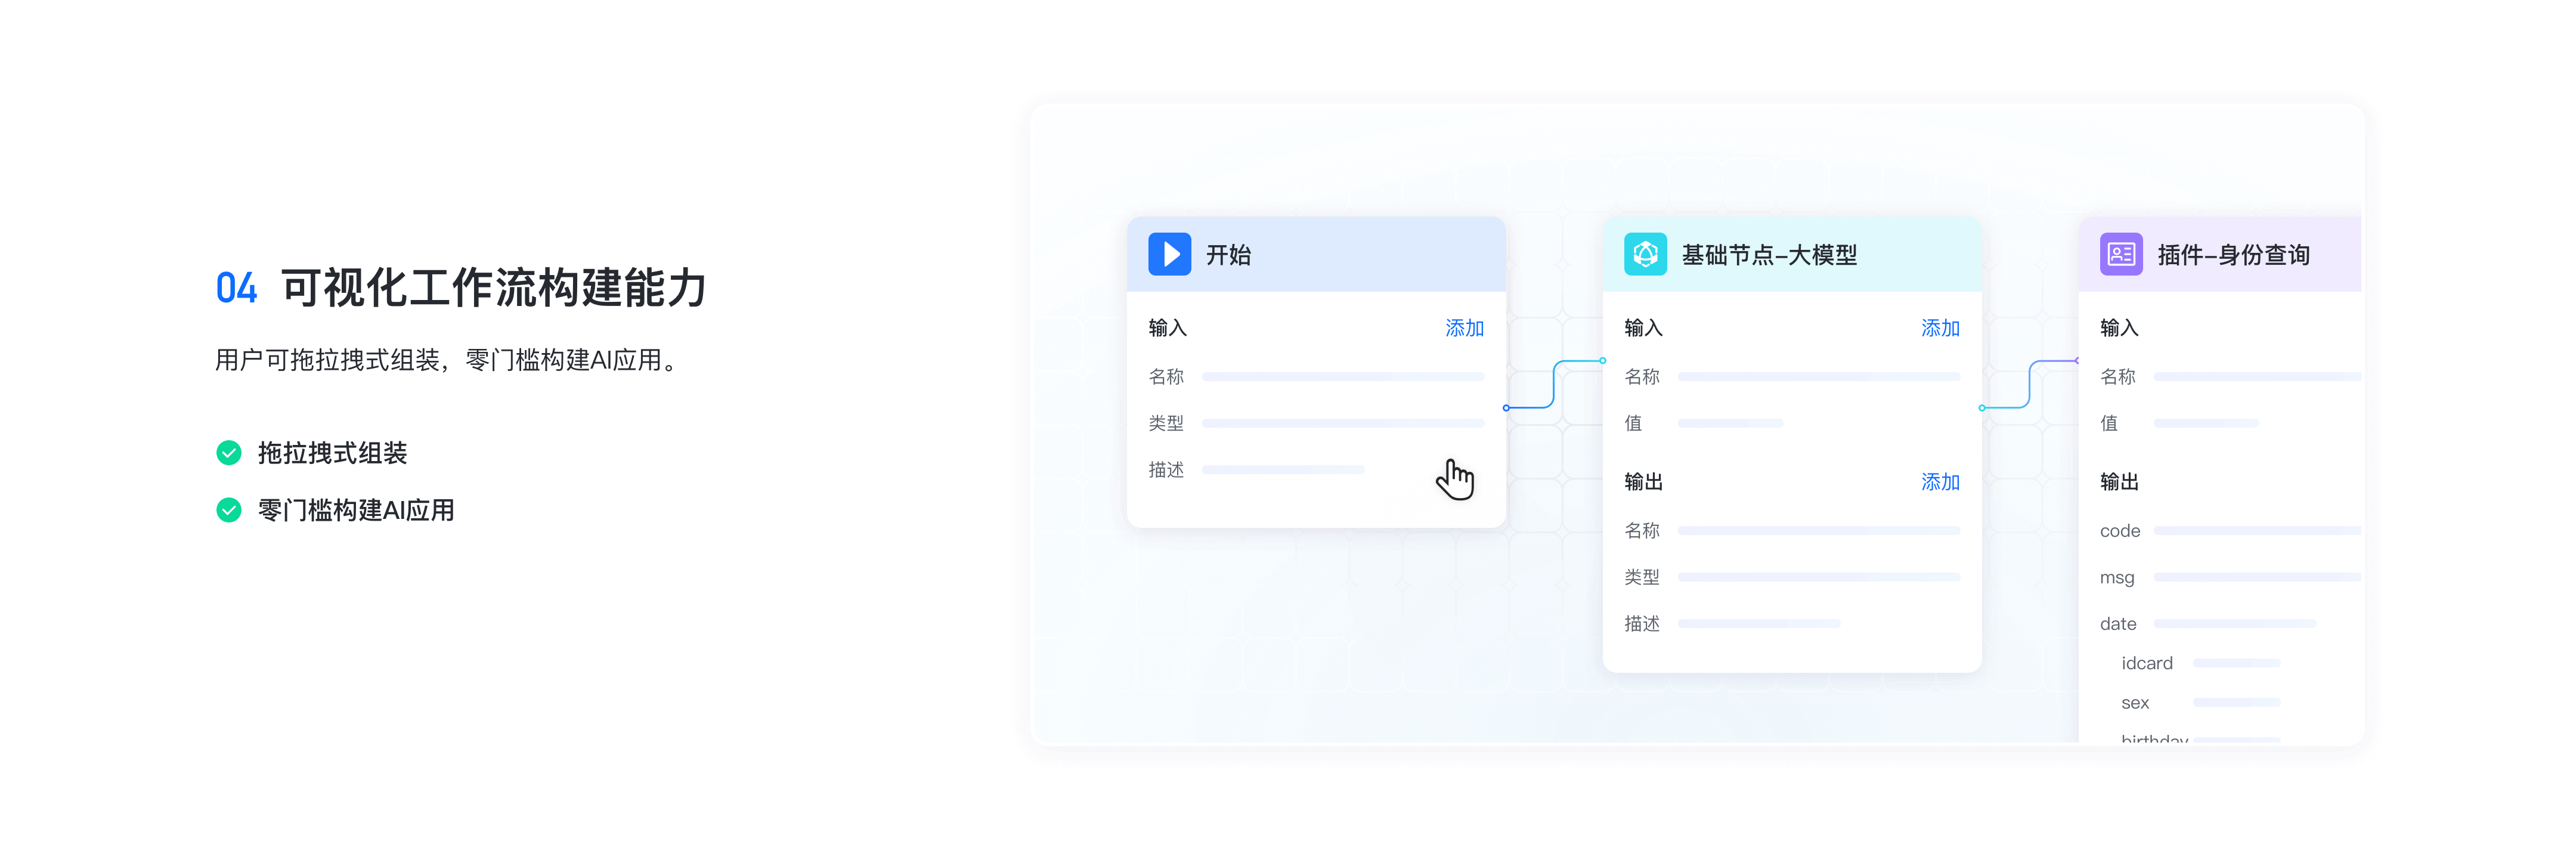 04 可视化工作流构建能力
用户可拖拉拽式组装，零门槛构建AI应用。
拖拉拽式组装
零门槛构建AI应用
开始
输入 添加
名称
类型
描述
基础节点-大模型
输入 添加
名称
值
输出 添加
名称
类型
描述
插件-身份查询
输入
名称
值
输出
code
msg
date
idcard
sex
birthday